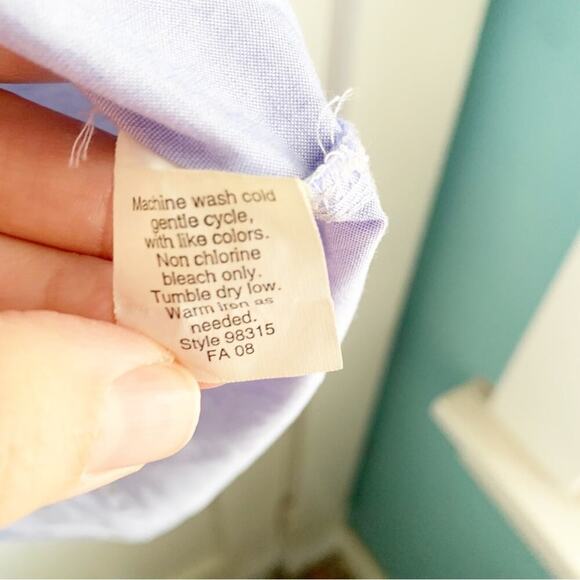 Machine wash cold
gentle cycle,
with like colors.
Non chlorine
bleach only.
Tumble dry low.
Warm iron as
needed.
Style 98315
FA 08